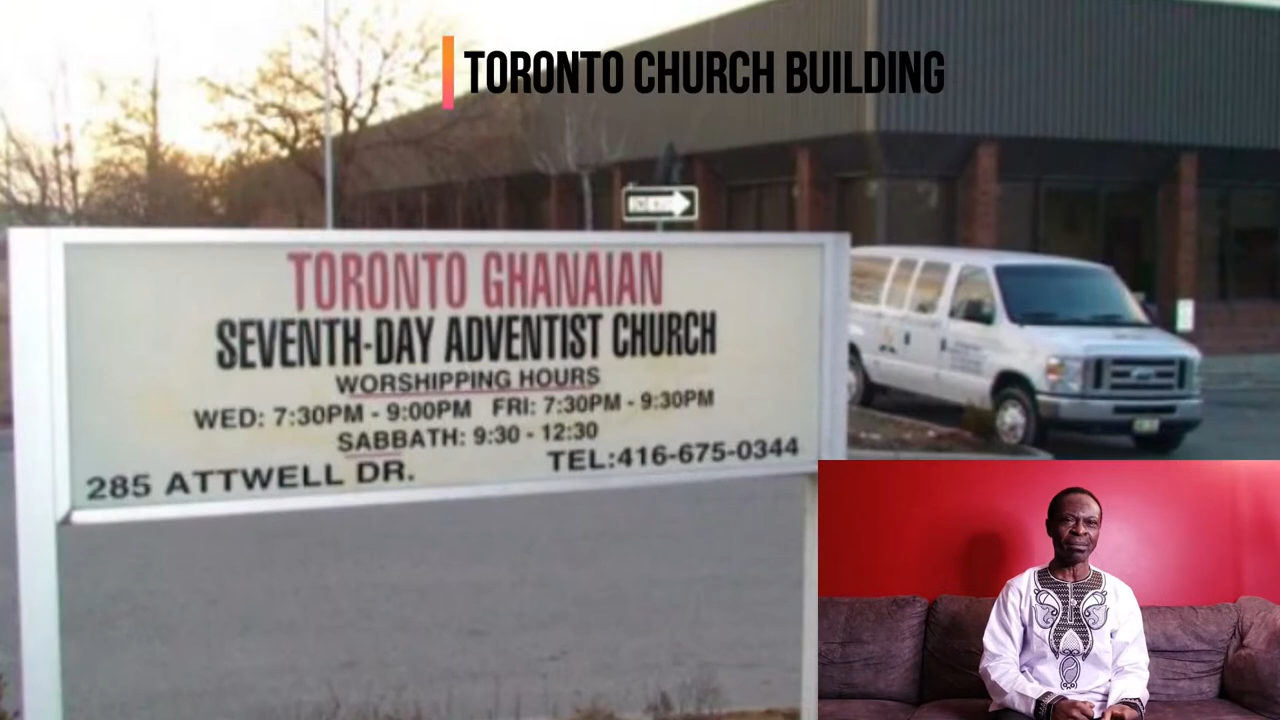 TORONTO CHURCH BUILDING
TORONTO GHANAIAN
SEVENTH-DAY ADVENTIST CHURCH
WORSHIPPING HOURS
WED: 7:30PM - 9:00PM FRI: 7:30PM - 9:30PM
SABBATH: 9:30 - 12:30
285 ATTWELL DR. TEL:416-675-0344